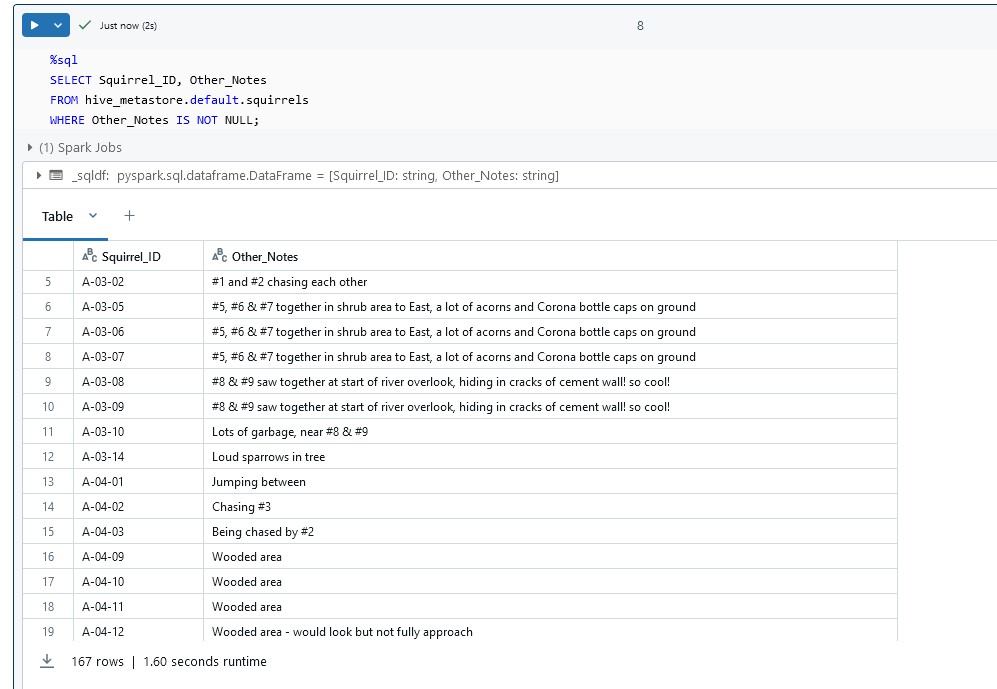 Just now (2s)
8
%sql
SELECT Squirrel_ID, Other_Notes
FROM hive_metastore.default.squirrels
WHERE Other_Notes IS NOT NULL;
(1) Spark Jobs
_sqldf: pyspark.sql.dataframe.DataFrame = [Squirrel_ID: string, Other_Notes: string]
Table
ABC Squirrel_ID ABC Other_Notes
5 A-03-02 #1 and #2 chasing each other
6 A-03-05 #5, #6 & #7 together in shrub area to East, a lot of acorns and Corona bottle caps on ground
7 A-03-06 #5, #6 & #7 together in shrub area to East, a lot of acorns and Corona bottle caps on ground
8 A-03-07 #5, #6 & #7 together in shrub area to East, a lot of acorns and Corona bottle caps on ground
9 A-03-08 #8 & #9 saw together at start of river overlook, hiding in cracks of cement wall! so cool!
10 A-03-09 #8 & #9 saw together at start of river overlook, hiding in cracks of cement wall! so cool!
11 A-03-10 Lots of garbage, near #8 & #9
12 A-03-14 Loud sparrows in tree
13 A-04-01 Jumping between
14 A-04-02 Chasing #3
15 A-04-03 Being chased by #2
16 A-04-09 Wooded area
17 A-04-10 Wooded area
18 A-04-11 Wooded area
19 A-04-12 Wooded area - would look but not fully approach
167 rows | 1.60 seconds runtime